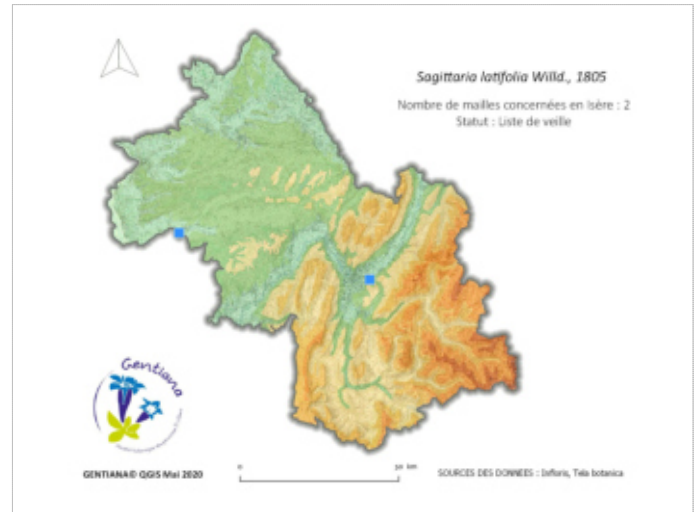 Sagittaria latifolia Willd., 1805
Nombre de mailles concernées en Isère : 2
Statut : Liste de veille
Gentiana
GENTIANA© QGIS Mai 2020
0
50 km
SOURCES DES DONNEES : Infloris, Tela botanica